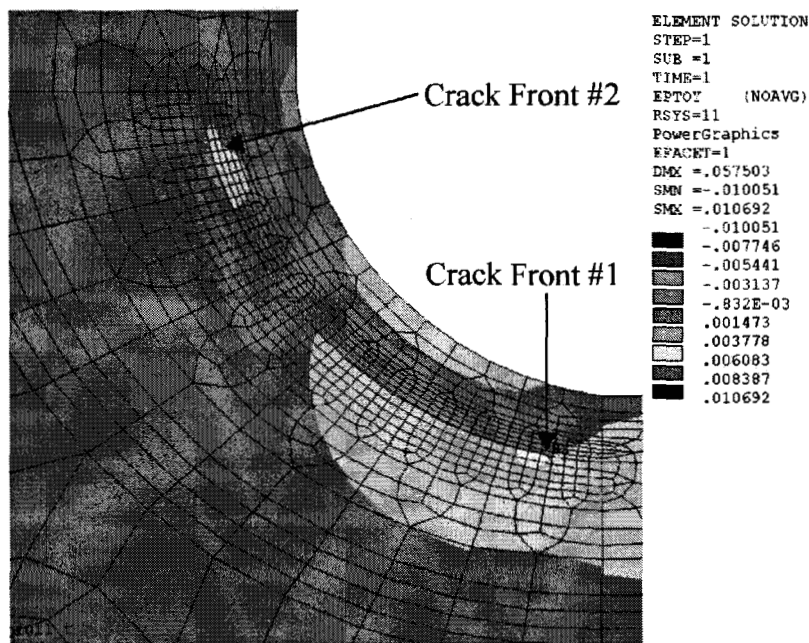 ELEMENT SOLUTION
STEP=1
SUB =1
TIME=1
EPTOY (NOAVG)
RSYS=11
PowerGraphics
EFACET=1
DMX =.057503
SMN =-.010051
SMX =.010692
-.010051
-.007746
-.005441
-.003137
-.832E-03
.001473
.003778
.006083
.008387
.010692
Crack Front #2
Crack Front #1